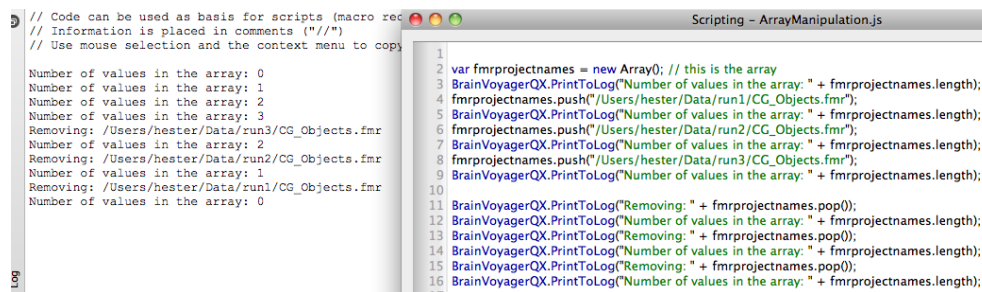 // Code can be used as basis for scripts (macro rec
// Information is placed in comments ("//")
// Use mouse selection and the context menu to copy
Number of values in the array: 0
Number of values in the array: 1
Number of values in the array: 2
Number of values in the array: 3
Removing: /Users/hester/Data/run3/CG_Objects.fmr
Number of values in the array: 2
Removing: /Users/hester/Data/run2/CG_Objects.fmr
Number of values in the array: 1
Removing: /Users/hester/Data/run1/CG_Objects.fmr
Number of values in the array: 0
Log
Scripting - ArrayManipulation.js
1
2 var fmrprojectnames = new Array(); // this is the array
3 BrainVoyagerQX.PrintToLog("Number of values in the array: " + fmrprojectnames.length);
4 fmrprojectnames.push("/Users/hester/Data/run1/CG_Objects.fmr");
5 BrainVoyagerQX.PrintToLog("Number of values in the array: " + fmrprojectnames.length);
6 fmrprojectnames.push("/Users/hester/Data/run2/CG_Objects.fmr");
7 BrainVoyagerQX.PrintToLog("Number of values in the array: " + fmrprojectnames.length);
8 fmrprojectnames.push("/Users/hester/Data/run3/CG_Objects.fmr");
9 BrainVoyagerQX.PrintToLog("Number of values in the array: " + fmrprojectnames.length);
10
11 BrainVoyagerQX.PrintToLog("Removing: " + fmrprojectnames.pop());
12 BrainVoyagerQX.PrintToLog("Number of values in the array: " + fmrprojectnames.length);
13 BrainVoyagerQX.PrintToLog("Removing: " + fmrprojectnames.pop());
14 BrainVoyagerQX.PrintToLog("Number of values in the array: " + fmrprojectnames.length);
15 BrainVoyagerQX.PrintToLog("Removing: " + fmrprojectnames.pop());
16 BrainVoyagerQX.PrintToLog("Number of values in the array: " + fmrprojectnames.length);